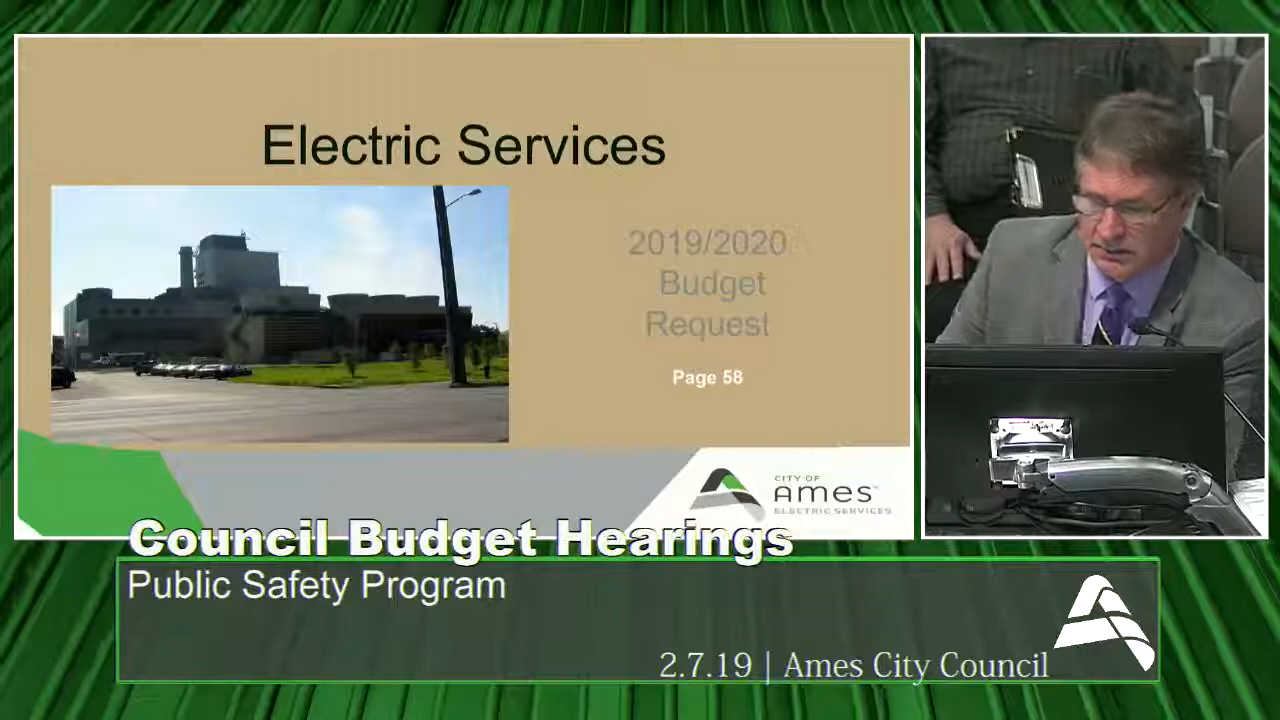 Electric Services
2019/2020
Budget
Request
Page 58
CITY OF
AMES™
ELECTRIC SERVICES
Council Budget Hearings
Public Safety Program
2.7.19 | Ames City Council